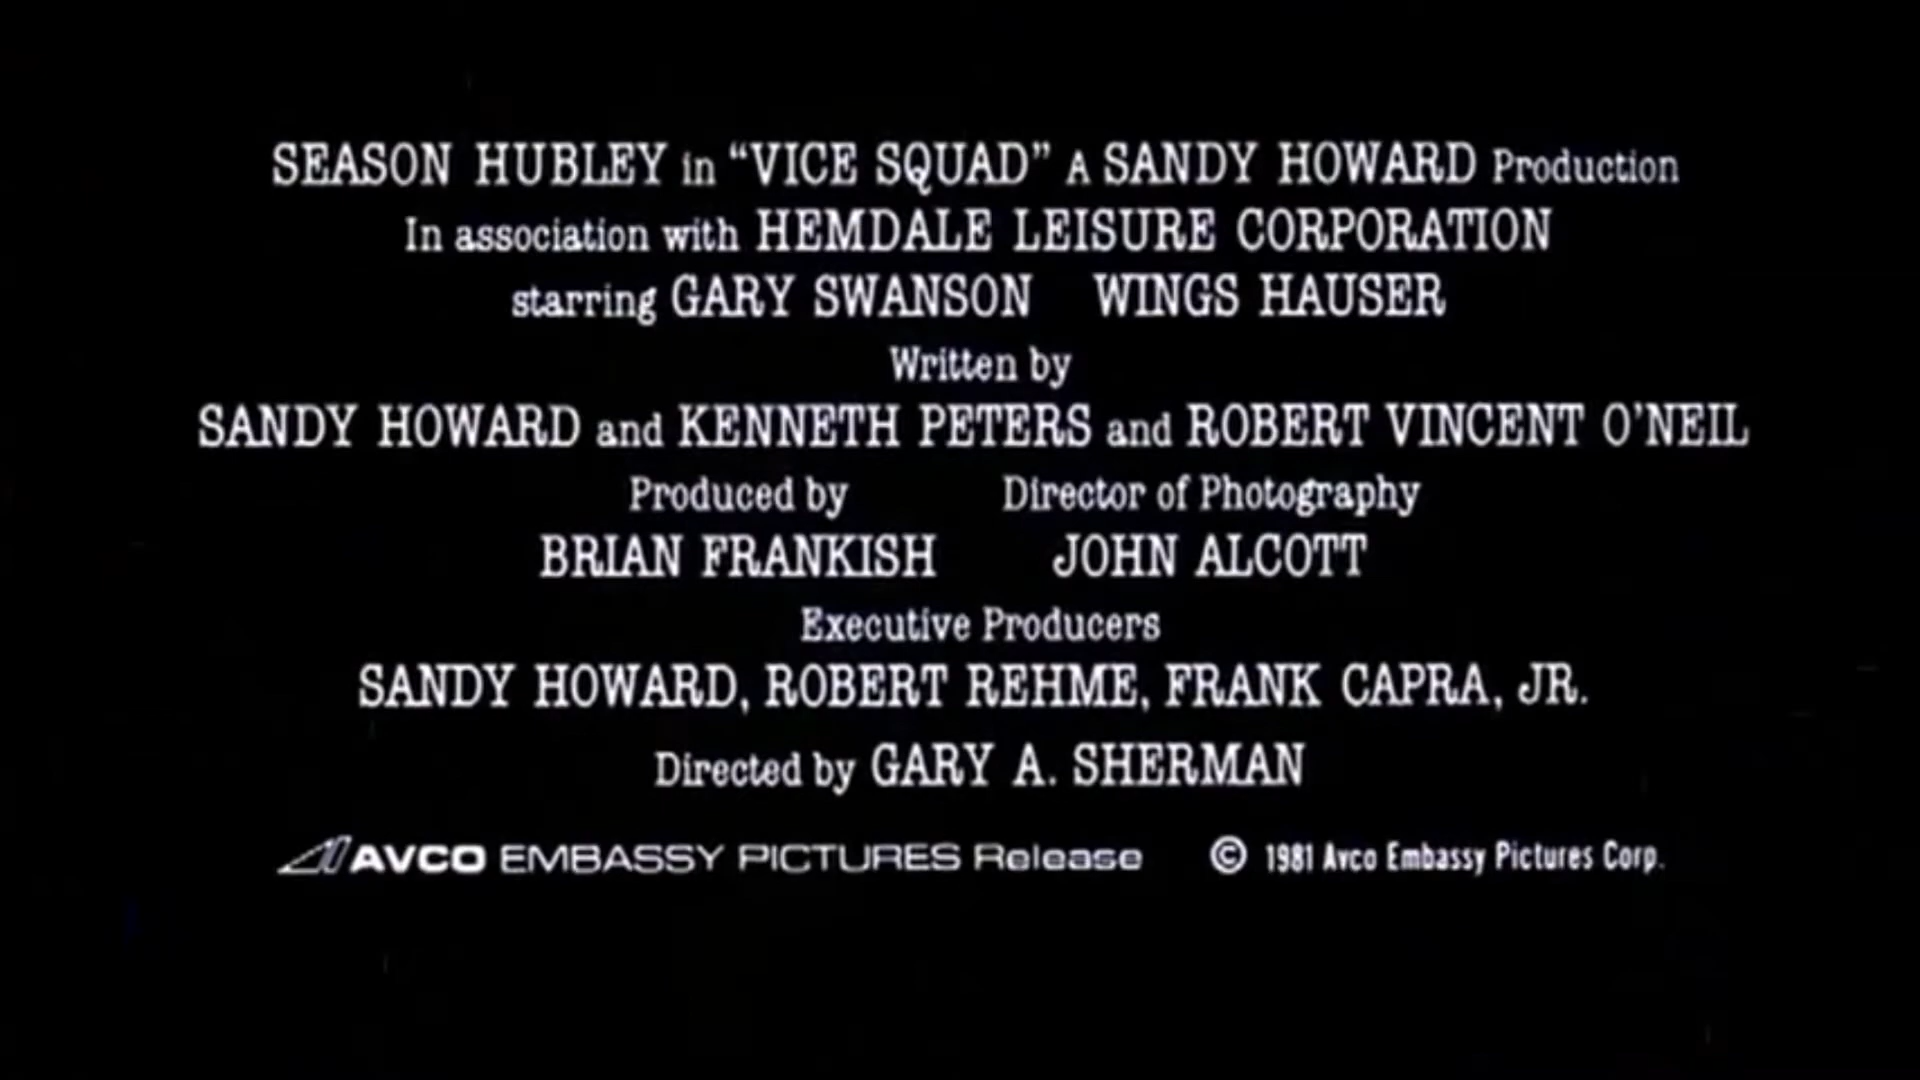 SEASON HUBLEY in “VICE SQUAD” A SANDY HOWARD Production
In association with HEMDALE LEISURE CORPORATION
starring GARY SWANSON WINGS HAUSER
Written by
SANDY HOWARD and KENNETH PETERS and ROBERT VINCENT O'NEIL
Produced by Director of Photography
BRIAN FRANKISH JOHN ALCOTT
Executive Producers
SANDY HOWARD, ROBERT REHME, FRANK CAPRA, JR.
Directed by GARY A. SHERMAN
AVCO EMBASSY PICTURES Release © 1981 Avco Embassy Pictures Corp.